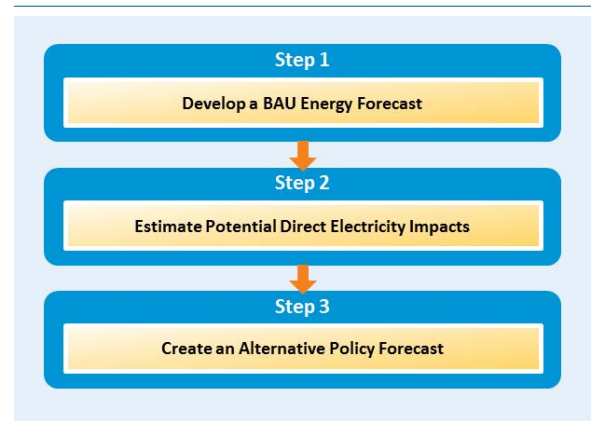 Step 1
Develop a BAU Energy Forecast
Step 2
Estimate Potential Direct Electricity Impacts
Step 3
Create an Alternative Policy Forecast